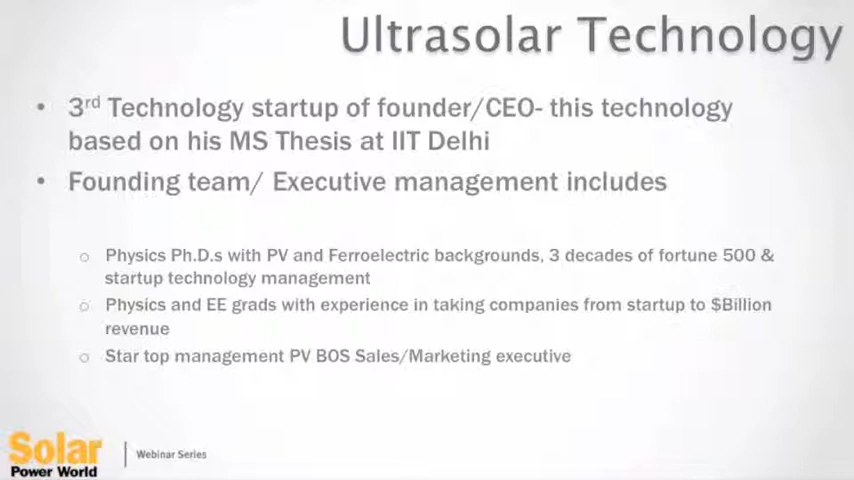 Ultrasolar Technology
• 3rd Technology startup of founder/CEO- this technology
based on his MS Thesis at IIT Delhi
• Founding team/ Executive management includes
○ Physics Ph.D.s with PV and Ferroelectric backgrounds, 3 decades of fortune 500 &
startup technology management
○ Physics and EE grads with experience in taking companies from startup to $Billion
revenue
○ Star top management PV BOS Sales/Marketing executive
Solar
Power World
Webinar Series